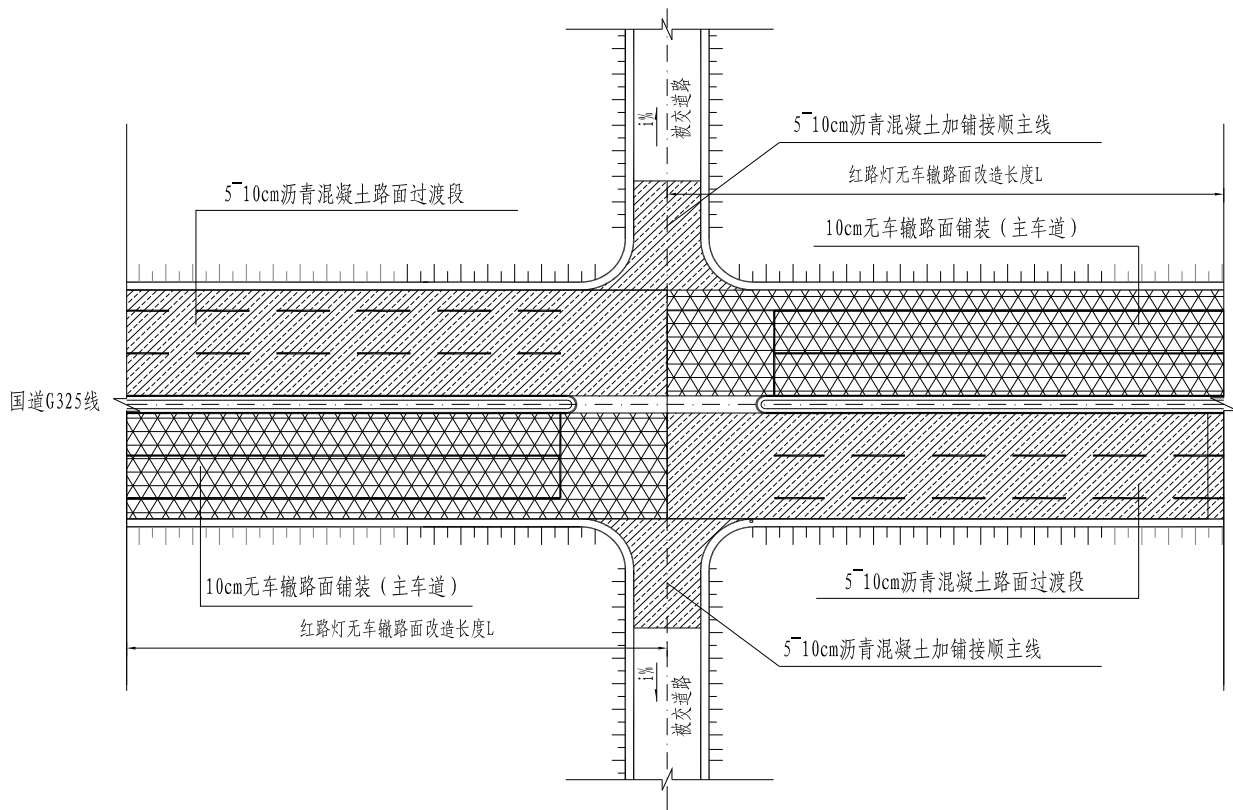 i%
被交道路
5‾10cm沥青混凝土加铺接顺主线
红路灯无车辙路面改造长度L
5‾10cm沥青混凝土路面过渡段
10cm无车辙路面铺装（主车道）
国道G325线
10cm无车辙路面铺装（主车道）
5‾10cm沥青混凝土路面过渡段
红路灯无车辙路面改造长度L
5‾10cm沥青混凝土加铺接顺主线
i%
被交道路